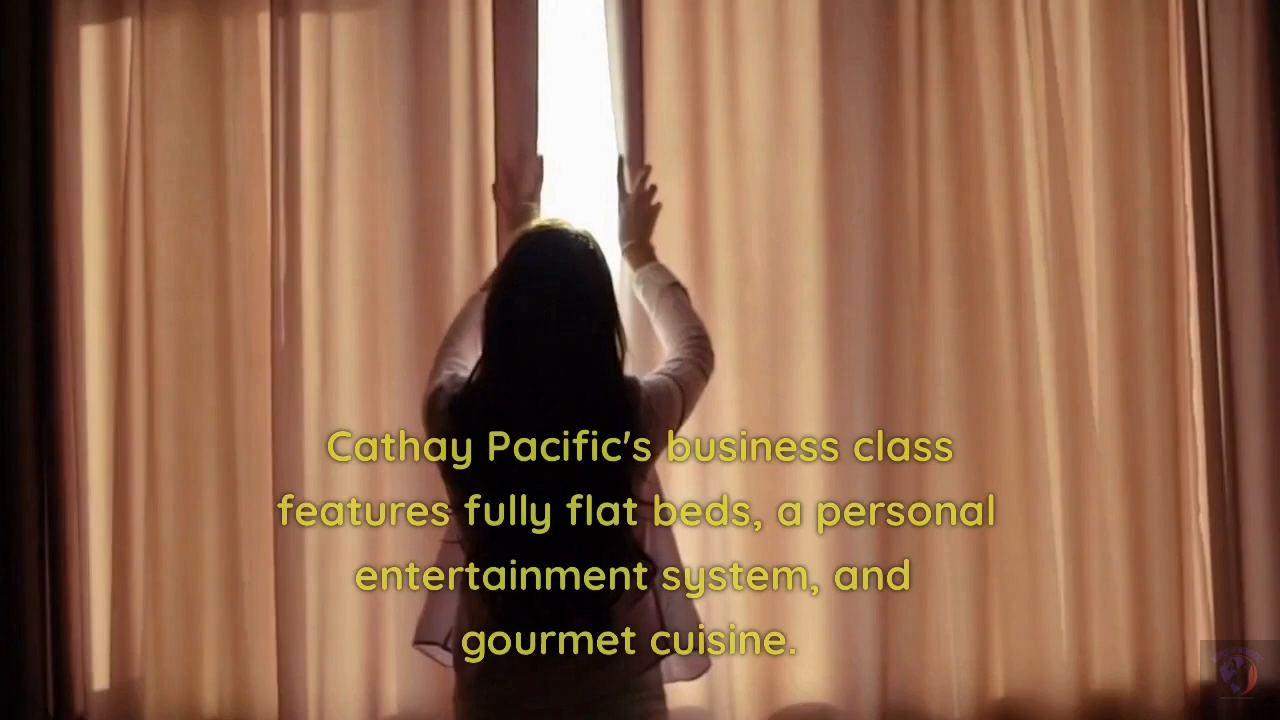 Cathay Pacific's business class
features fully flat beds, a personal
entertainment system, and
gourmet cuisine.